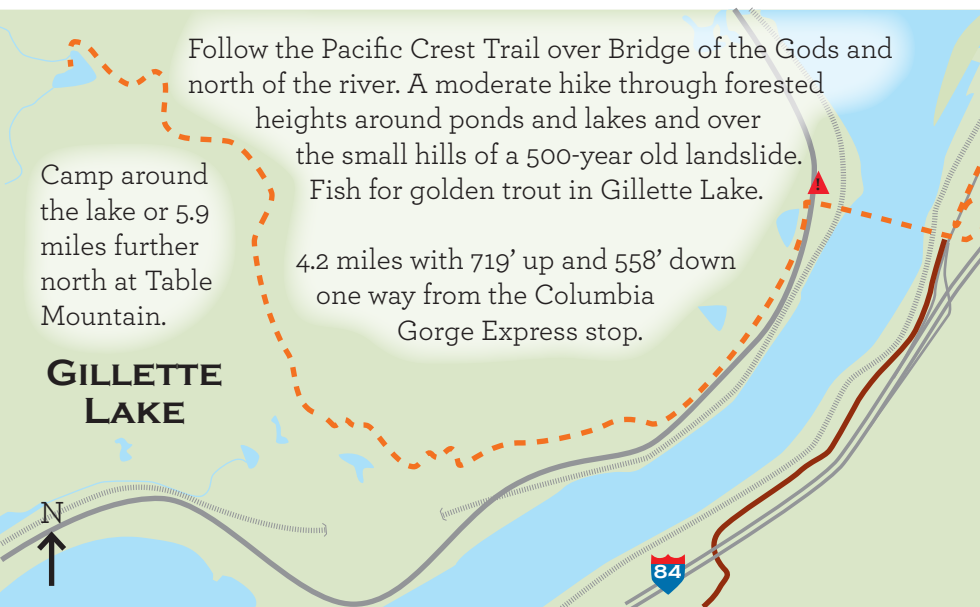 Follow the Pacific Crest Trail over Bridge of the Gods and
north of the river. A moderate hike through forested
heights around ponds and lakes and over
the small hills of a 500-year old landslide.
Fish for golden trout in Gillette Lake.
4.2 miles with 719’ up and 558’ down
one way from the Columbia
Gorge Express stop.
Camp around
the lake or 5.9
miles further
north at Table
Mountain.
GILLETTE
LAKE
N
!
84